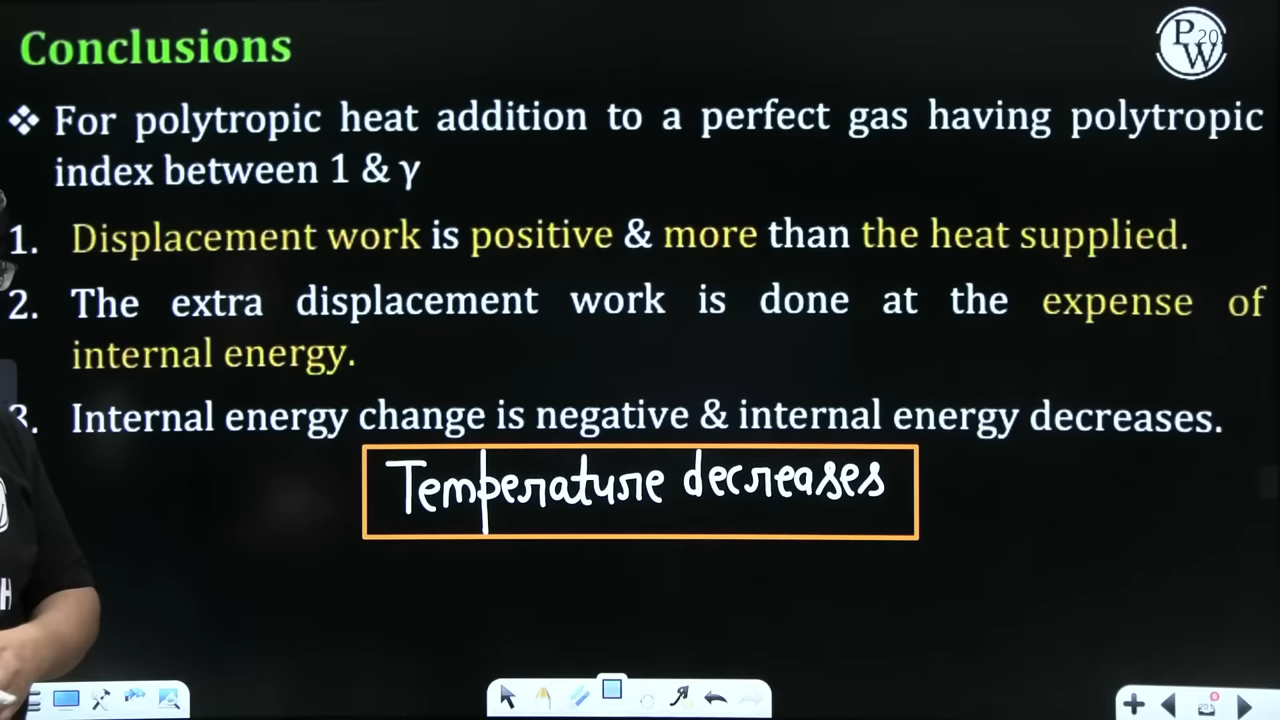 Conclusions
PW 20
❖ For polytropic heat addition to a perfect gas having polytropic
index between 1 & γ
1. Displacement work is positive & more than the heat supplied.
2. The extra displacement work is done at the expense of
internal energy.
3. Internal energy change is negative & internal energy decreases.
Temperature decreases
H